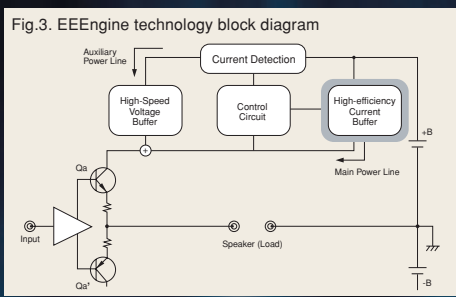 Fig.3. EEEngine technology block diagram
Auxiliary
Power Line
Current Detection
High-Speed
Voltage
Buffer
Control
Circuit
High-efficiency
Current
Buffer
+B
+
Main Power Line
Qa
Input
Speaker (Load)
Qa'
-B